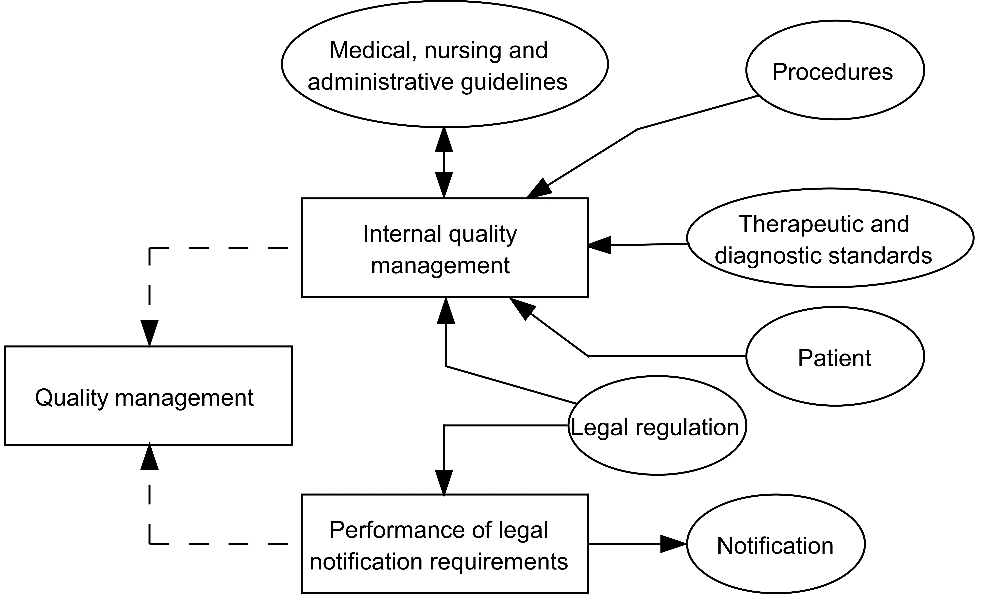 Medical, nursing and
administrative guidelines
Procedures
Internal quality
management
Therapeutic and
diagnostic standards
Patient
Quality management
Legal regulation
Performance of legal
notification requirements
Notification